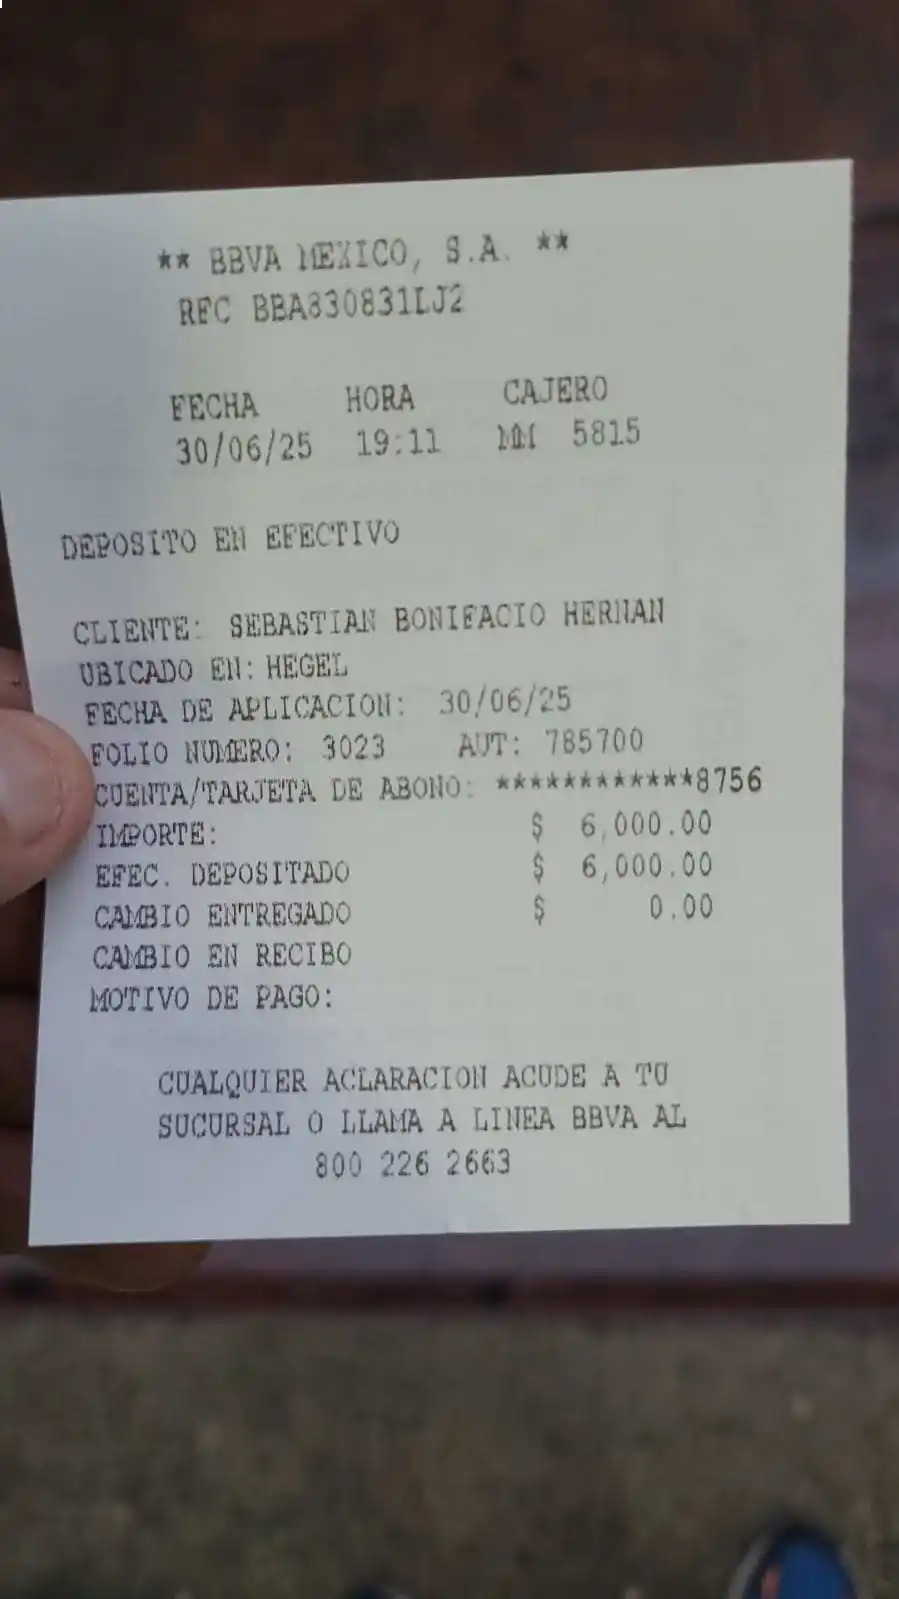 ** BBVA MEXICO, S.A. **
RFC BBA830831LJ2
FECHA HORA CAJERO
30/06/25 19:11 MM 5815
DEPOSITO EN EFECTIVO
CLIENTE: SEBASTIAN BONIFACIO HERNAN
UBICADO EN: HEGEL
FECHA DE APLICACION: 30/06/25
FOLIO NUMERO: 3023 AUT: 785700
CUENTA/TARJETA DE ABONO: ************8756
IMPORTE: $ 6,000.00
EFEC. DEPOSITADO $ 6,000.00
CAMBIO ENTREGADO $ 0.00
CAMBIO EN RECIBO
MOTIVO DE PAGO:
CUALQUIER ACLARACION ACUDE A TU
SUCURSAL O LLAMA A LINEA BBVA AL
800 226 2663